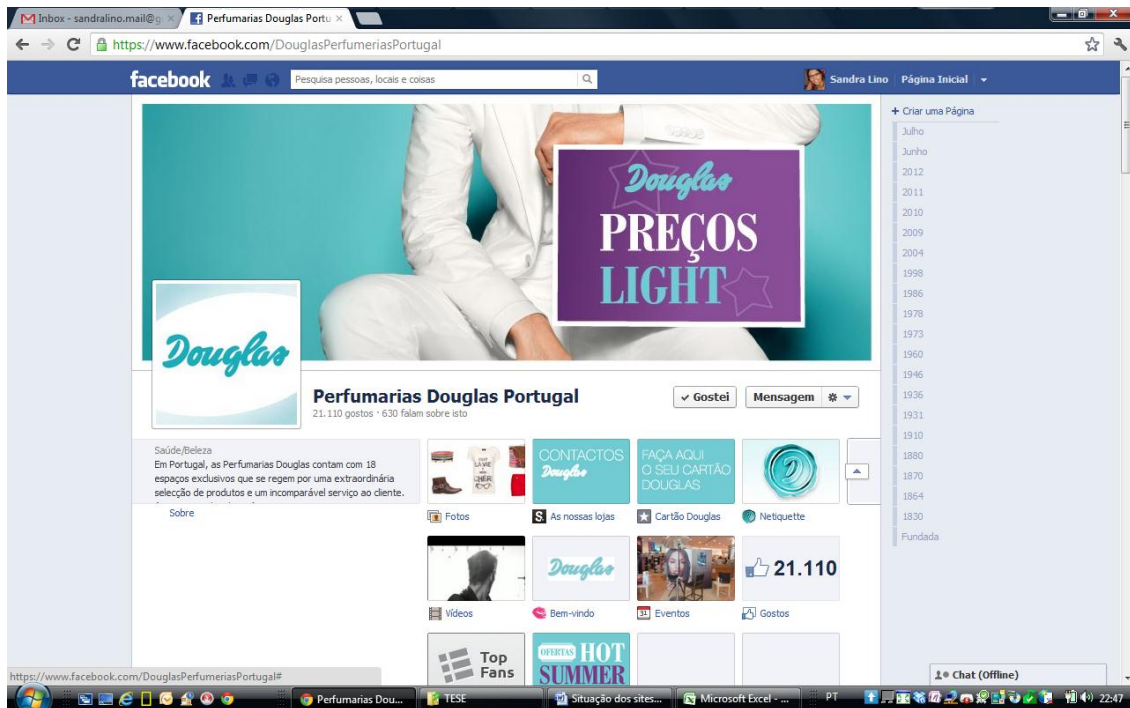 Inbox - sandralino.mail@g
Perfumarias Douglas Portu
https://www.facebook.com/DouglasPerfumeriasPortugal
facebook
Pesquisa pessoas, locais e coisas
Sandra Lino
Página Inicial
Douglas
PREÇOS
LIGHT
Douglas
Perfumarias Douglas Portugal
21.110 gostos · 630 falam sobre isto
Gostei
Mensagem
Saúde/Beleza
Em Portugal, as Perfumarias Douglas contam com 18
espaços exclusivos que se regem por uma extraordinária
selecção de produtos e um incomparável serviço ao cliente.
Sobre
CONTACTOS
Douglas
FAÇA AQUI
O SEU CARTÃO
DOUGLAS
Fotos
As nossas lojas
Cartão Douglas
Netiquette
Douglas
21.110
Vídeos
Bem-vindo
Eventos
Gostos
Top
Fans
OFERTAS HOT
SUMMER
+ Criar uma Página
Julho
Junho
2012
2011
2010
2009
2004
1998
1986
1978
1973
1960
1946
1936
1931
1910
1880
1870
1864
1830
Fundada
Chat (Offline)
https://www.facebook.com/DouglasPerfumeriasPortugal#
Perfumarias Dou...
TESE
Situação dos sites...
Microsoft Excel - ...
PT
22:47